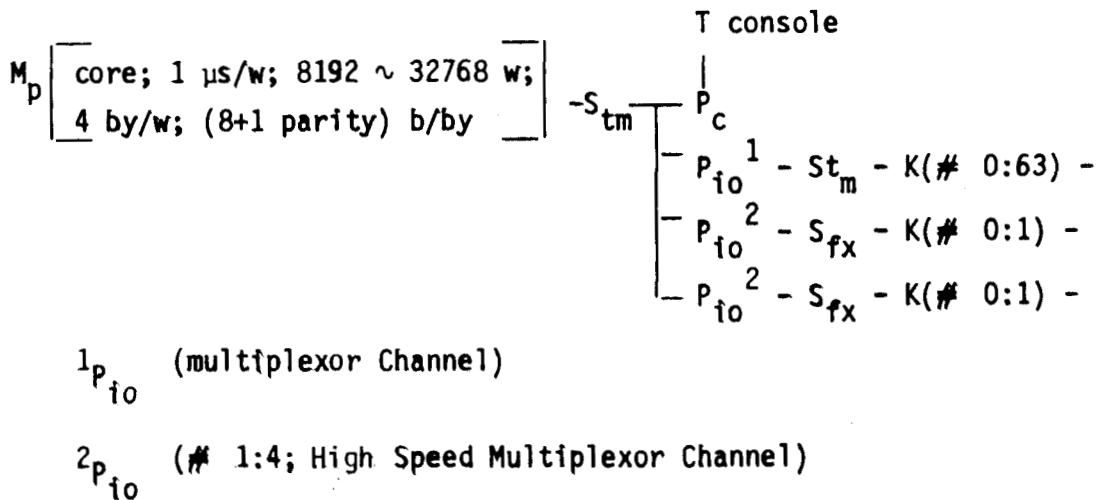 T console
M_p [ core; 1 μs/w; 8192 ~ 32768 w;
4 by/w; (8+1 parity) b/by ] -S_tm - P_c
P_io^1 - St_m - K(# 0:63) -
P_io^2 - S_fx - K(# 0:1) -
P_io^2 - S_fx - K(# 0:1) -
^1P_io (multiplexor Channel)
^2P_io (# 1:4; High Speed Multiplexor Channel)